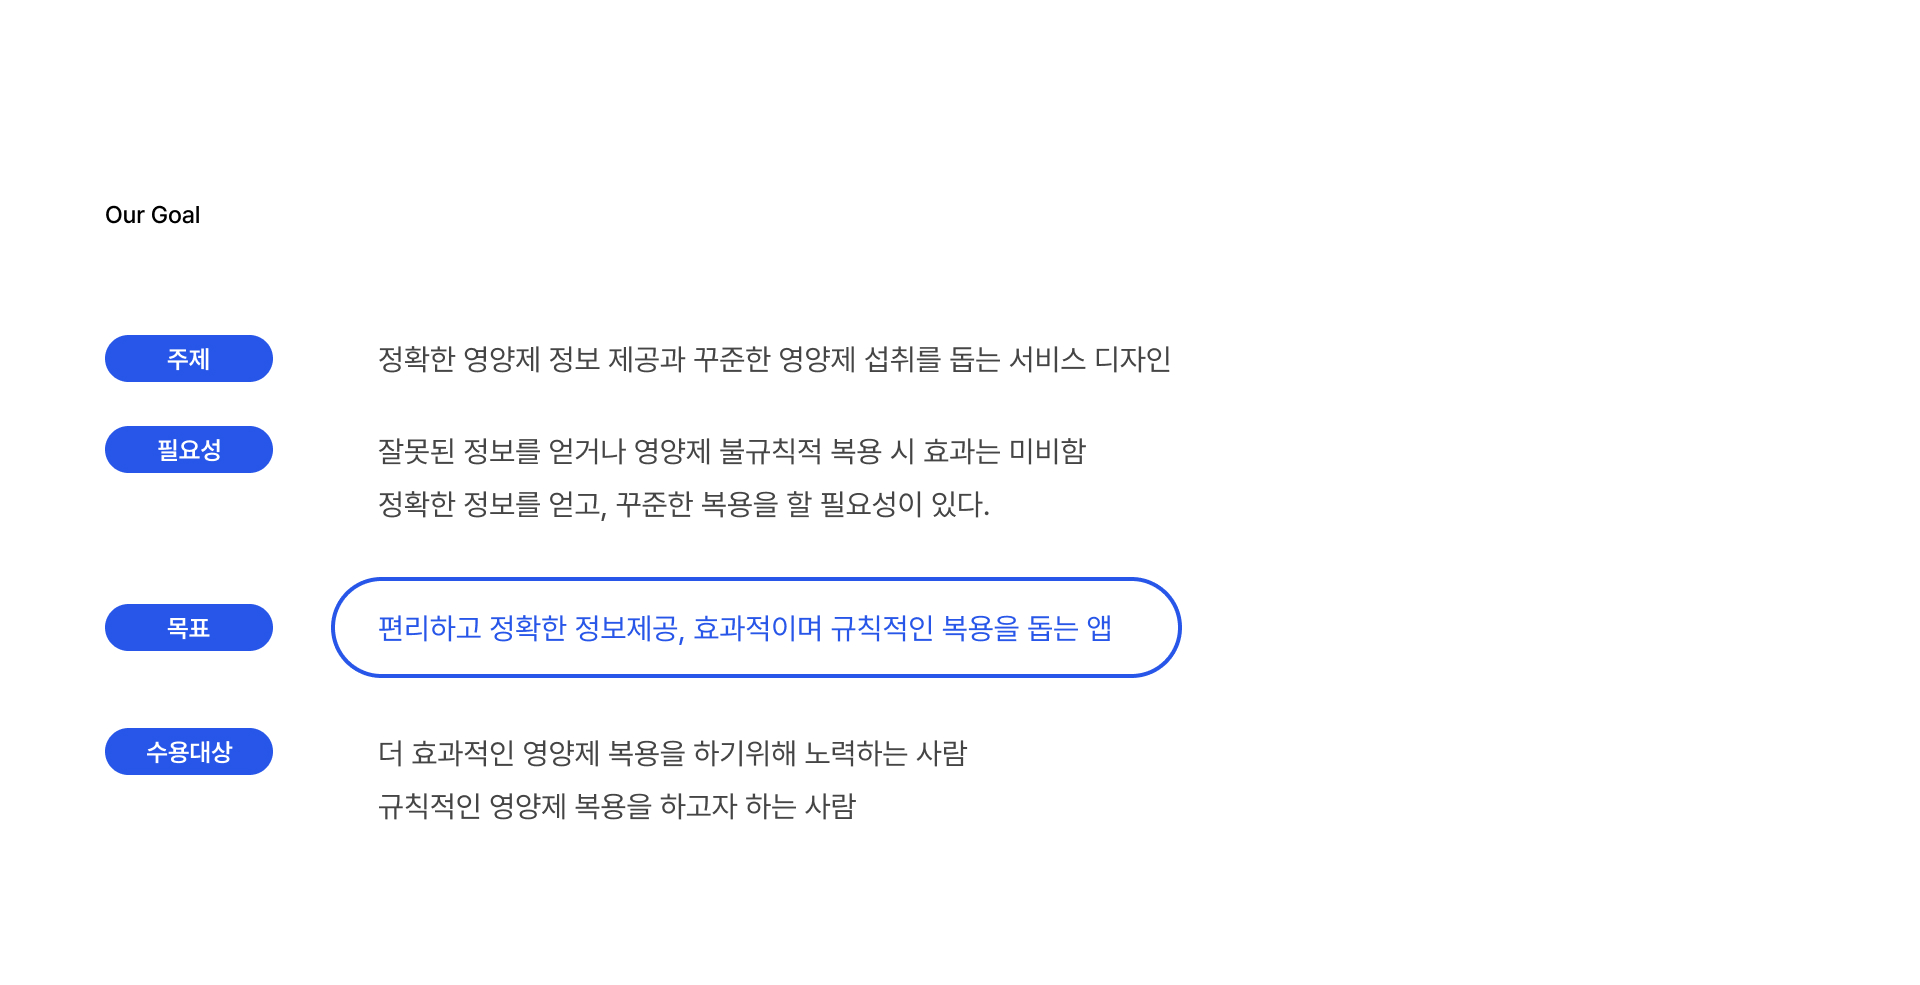 Our Goal
주제
정확한 영양제 정보 제공과 꾸준한 영양제 섭취를 돕는 서비스 디자인
필요성
잘못된 정보를 얻거나 영양제 불규칙적 복용 시 효과는 미비함
정확한 정보를 얻고, 꾸준한 복용을 할 필요성이 있다.
목표
편리하고 정확한 정보제공, 효과적이며 규칙적인 복용을 돕는 앱
수용대상
더 효과적인 영양제 복용을 하기위해 노력하는 사람
규칙적인 영양제 복용을 하고자 하는 사람